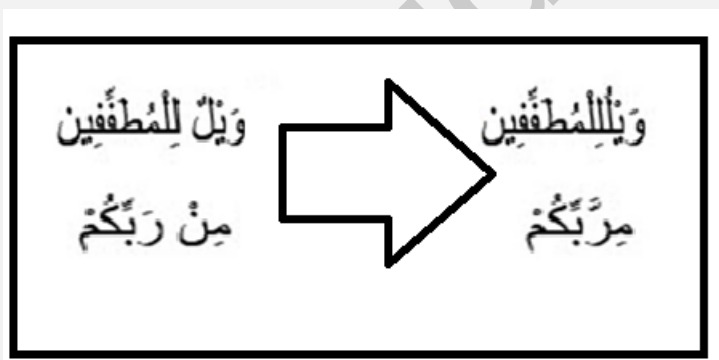 وَيْلٌ لِلْمُطَفِّفِين وَيْلُلِلْمُطَفِّفِين
مِنْ رَبِّكُمْ مِرَّبِّكُمْ